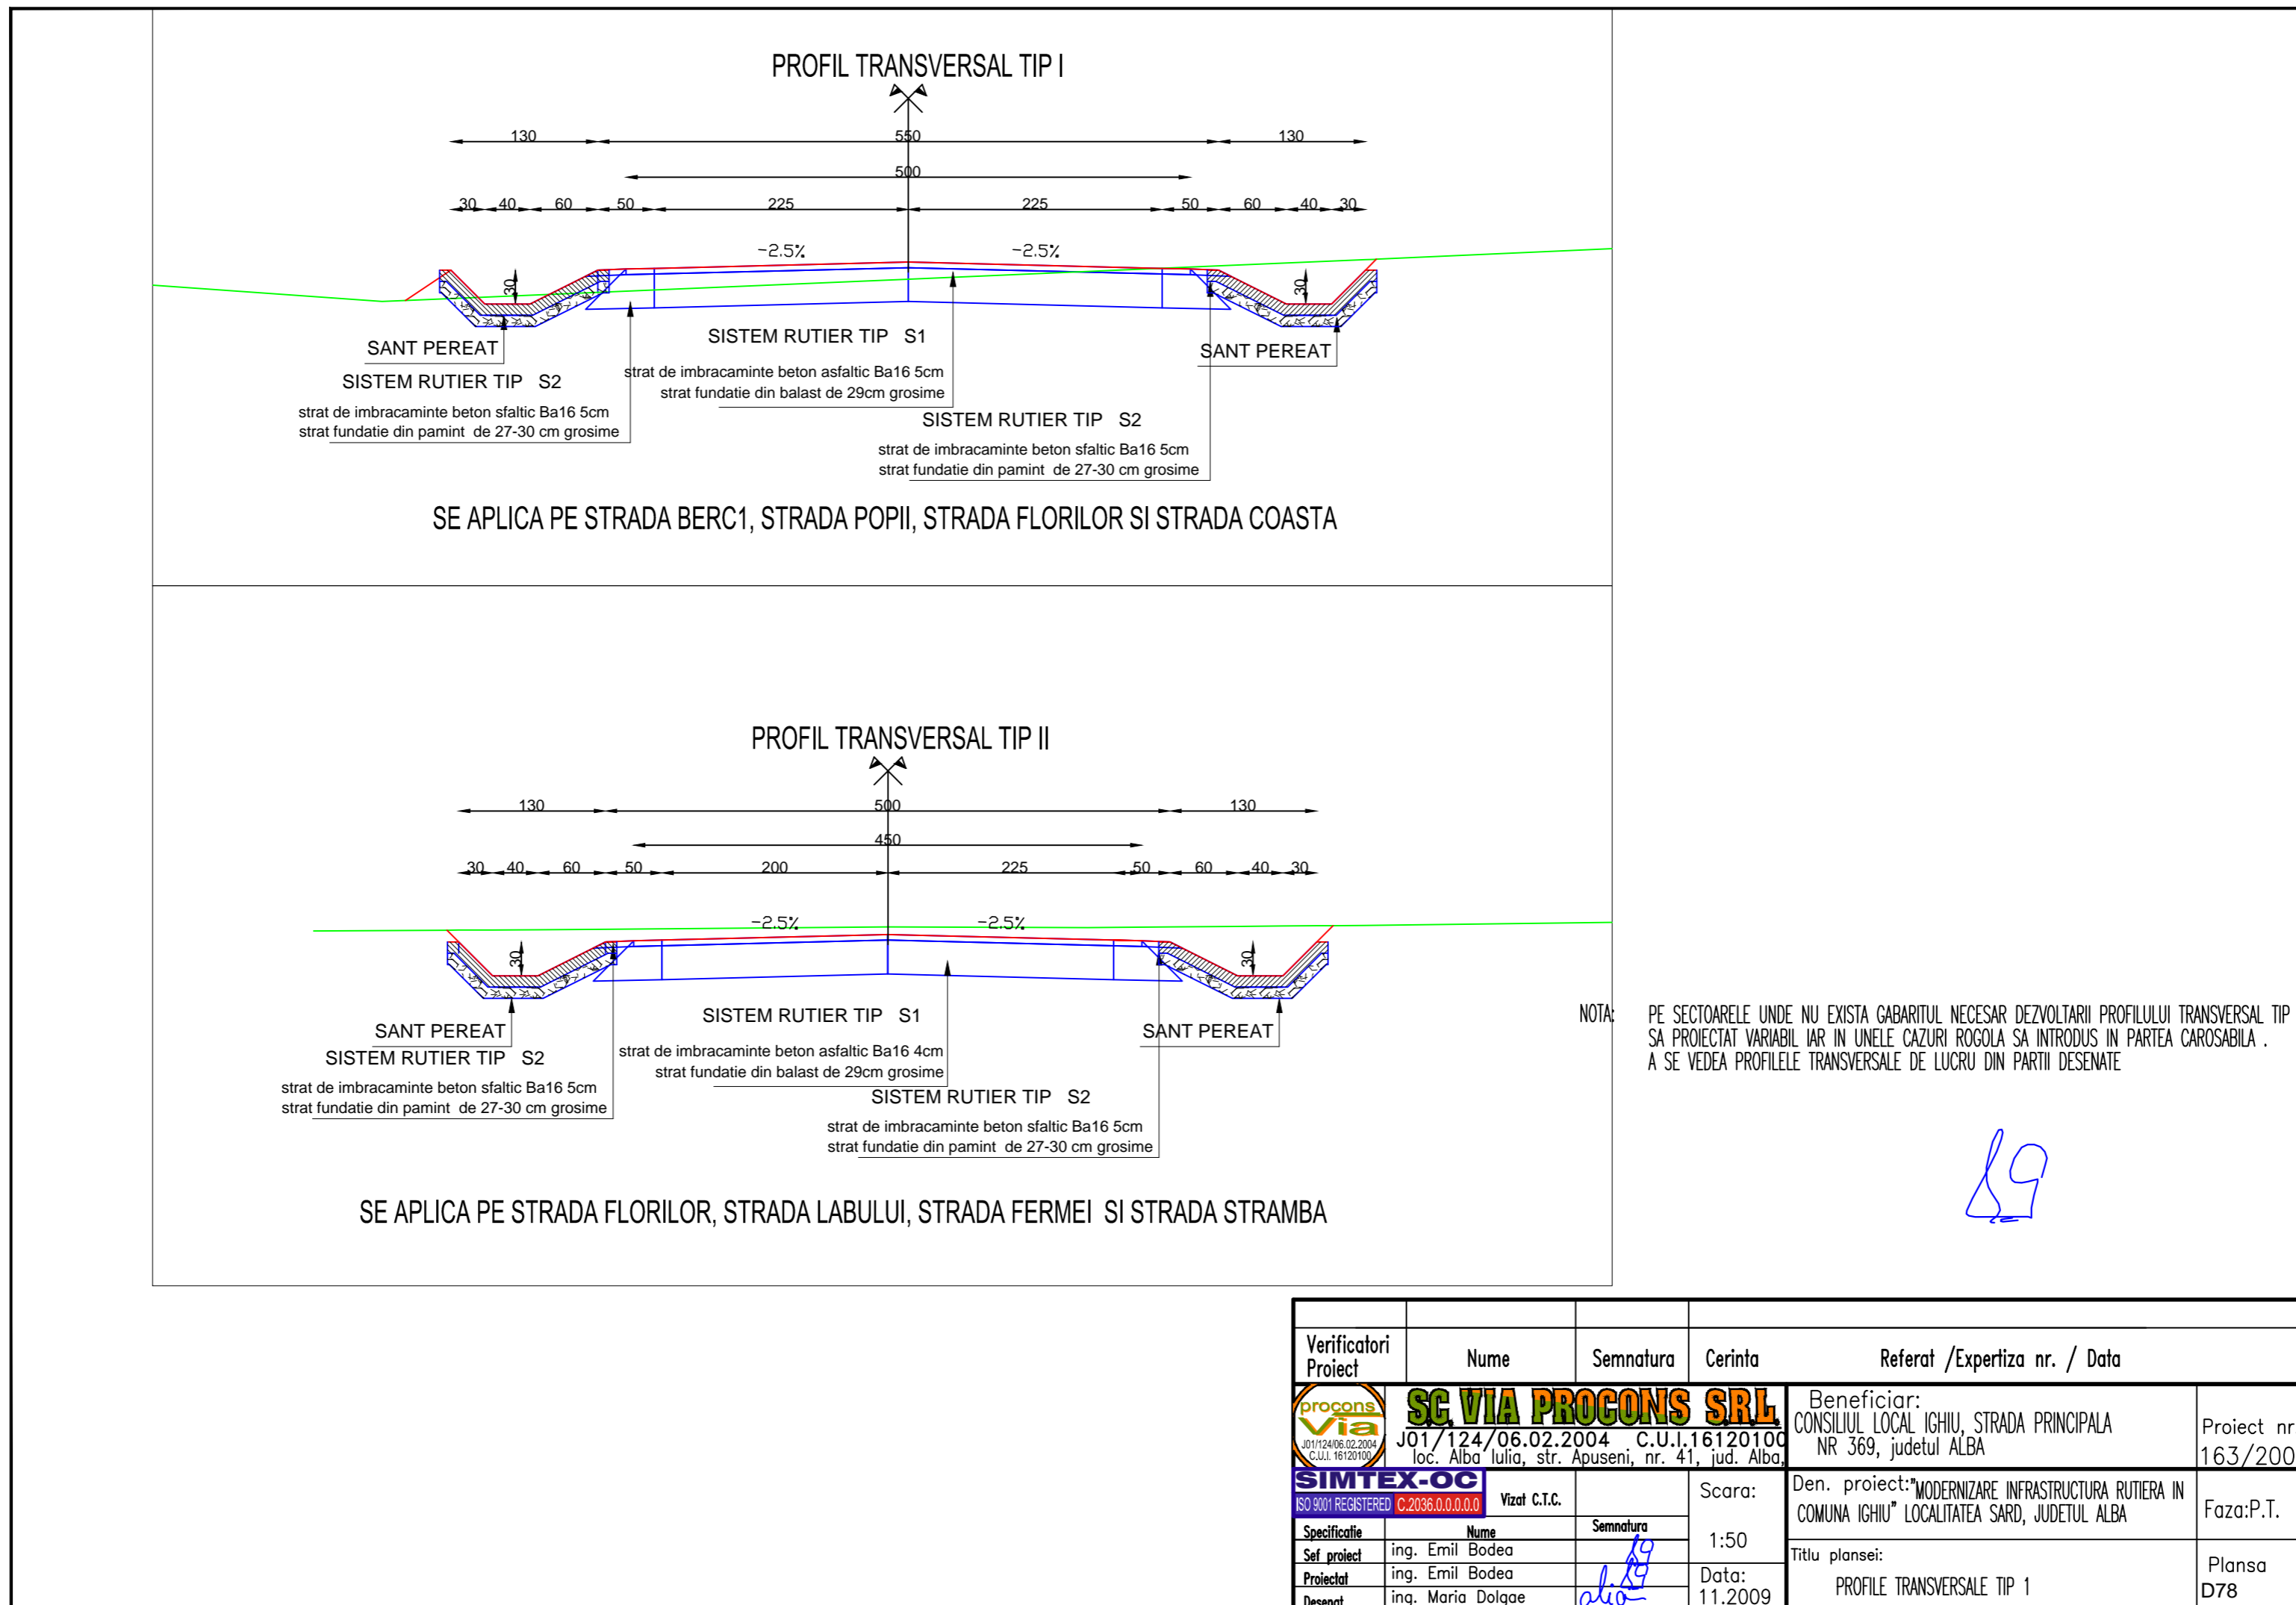 PROFIL TRANSVERSAL TIP I
130 550 130
500
30 40 60 50 225 225 50 60 40 30
-2.5% -2.5%
30 30
SANT PEREAT
SISTEM RUTIER TIP S2
strat de imbracaminte beton sfaltic Ba16 5cm
strat fundatie din pamint de 27-30 cm grosime
SISTEM RUTIER TIP S1
strat de imbracaminte beton asfaltic Ba16 5cm
strat fundatie din balast de 29cm grosime
SANT PEREAT
SISTEM RUTIER TIP S2
strat de imbracaminte beton sfaltic Ba16 5cm
strat fundatie din pamint de 27-30 cm grosime
SE APLICA PE STRADA BERC1, STRADA POPII, STRADA FLORILOR SI STRADA COASTA
PROFIL TRANSVERSAL TIP II
130 500 130
450
30 40 60 50 200 225 50 60 40 30
-2.5% -2.5%
30 30
SANT PEREAT
SISTEM RUTIER TIP S2
strat de imbracaminte beton sfaltic Ba16 5cm
strat fundatie din pamint de 27-30 cm grosime
SISTEM RUTIER TIP S1
strat de imbracaminte beton asfaltic Ba16 4cm
strat fundatie din balast de 29cm grosime
SANT PEREAT
SISTEM RUTIER TIP S2
strat de imbracaminte beton sfaltic Ba16 5cm
strat fundatie din pamint de 27-30 cm grosime
SE APLICA PE STRADA FLORILOR, STRADA LABULUI, STRADA FERMEI SI STRADA STRAMBA
NOTA: PE SECTOARELE UNDE NU EXISTA GABARITUL NECESAR DEZVOLTARII PROFILULUI TRANSVERSAL TIP
SA PROIECTAT VARIABIL IAR IN UNELE CAZURI ROGOLA SA INTRODUS IN PARTEA CAROSABILA .
A SE VEDEA PROFILELE TRANSVERSALE DE LUCRU DIN PARTII DESENATE
Verificatori Proiect Nume Semnatura Cerinta Referat /Expertiza nr. / Data
procons
Via
J01/124/06.02.2004
C.U.I. 16120100
SC. VIA PROCONS S.R.L.
J01/124/06.02.2004 C.U.I.16120100
loc. Alba Iulia, str. Apuseni, nr. 41, jud. Alba,
Beneficiar:
CONSILIUL LOCAL IGHIU, STRADA PRINCIPALA
NR 369, judetul ALBA
Proiect nr
163/200
SIMTEX-OC
ISO 9001 REGISTERED C.2036.0.0.0.0.0
Vizat C.T.C.
Scara:
1:50
Den. proiect:"MODERNIZARE INFRASTRUCTURA RUTIERA IN
COMUNA IGHIU" LOCALITATEA SARD, JUDETUL ALBA
Faza:P.T.
Specificatie Nume Semnatura
Sef proiect ing. Emil Bodea
Proiectat ing. Emil Bodea
Desenat ing. Maria Dolgae
Data:
11.2009
Titlu plansei:
PROFILE TRANSVERSALE TIP 1
Plansa
D78